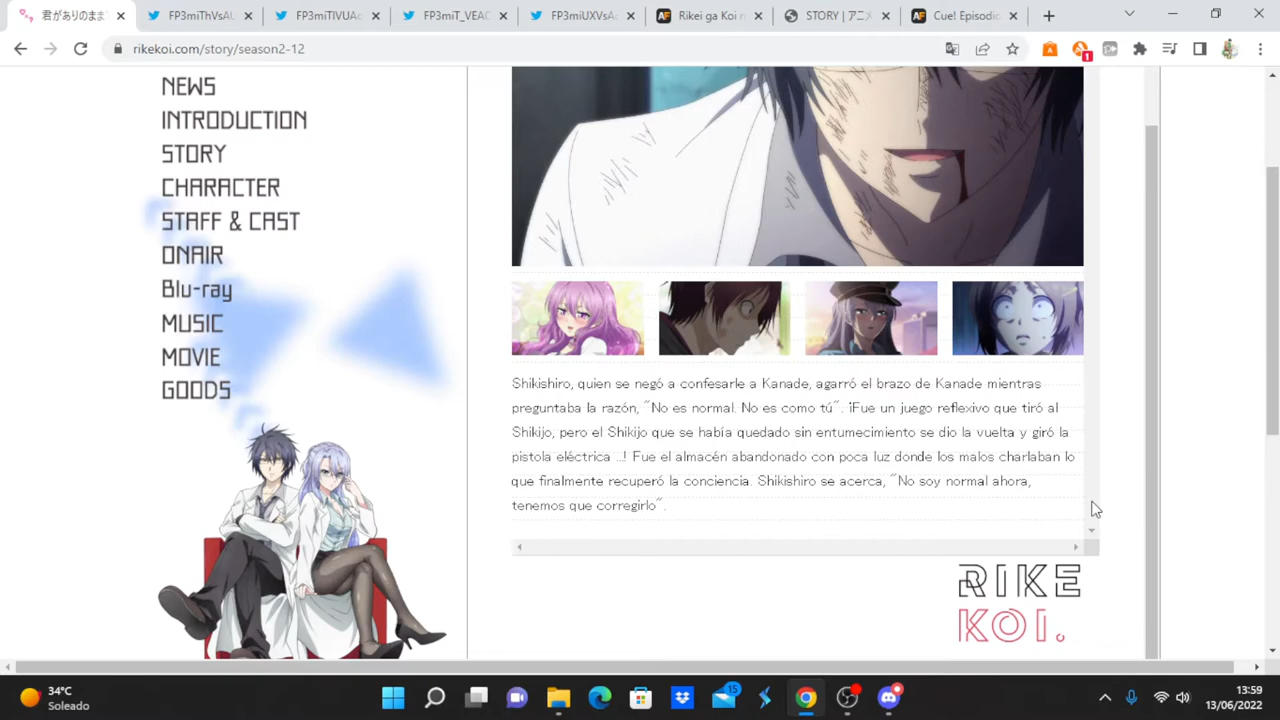 君がありのまま
FP3miThVsAU
FP3miTlVUAc
FP3miT_VEAC
FP3miUXVsAc
Rikei ga Koi n
STORY | アニメ
Cue! Episodio
rikekoi.com/story/season2-12
1
NEWS
INTRODUCTION
STORY
CHARACTER
STAFF & CAST
ONAIR
Blu-ray
MUSIC
MOVIE
GOODS
Shikishiro, quien se negó a confesarle a Kanade, agarró el brazo de Kanade mientras
preguntaba la razón, "No es normal. No es como tú". ¡Fue un juego reflexivo que tiró al
Shikijo, pero el Shikijo que se había quedado sin entumecimiento se dio la vuelta y giró la
pistola eléctrica ...! Fue el almacén abandonado con poca luz donde los malos charlaban lo
que finalmente recuperó la conciencia. Shikishiro se acerca, "No soy normal ahora,
tenemos que corregirlo".
RIKE
KOI.
34°C
Soleado
15
13:59
13/06/2022